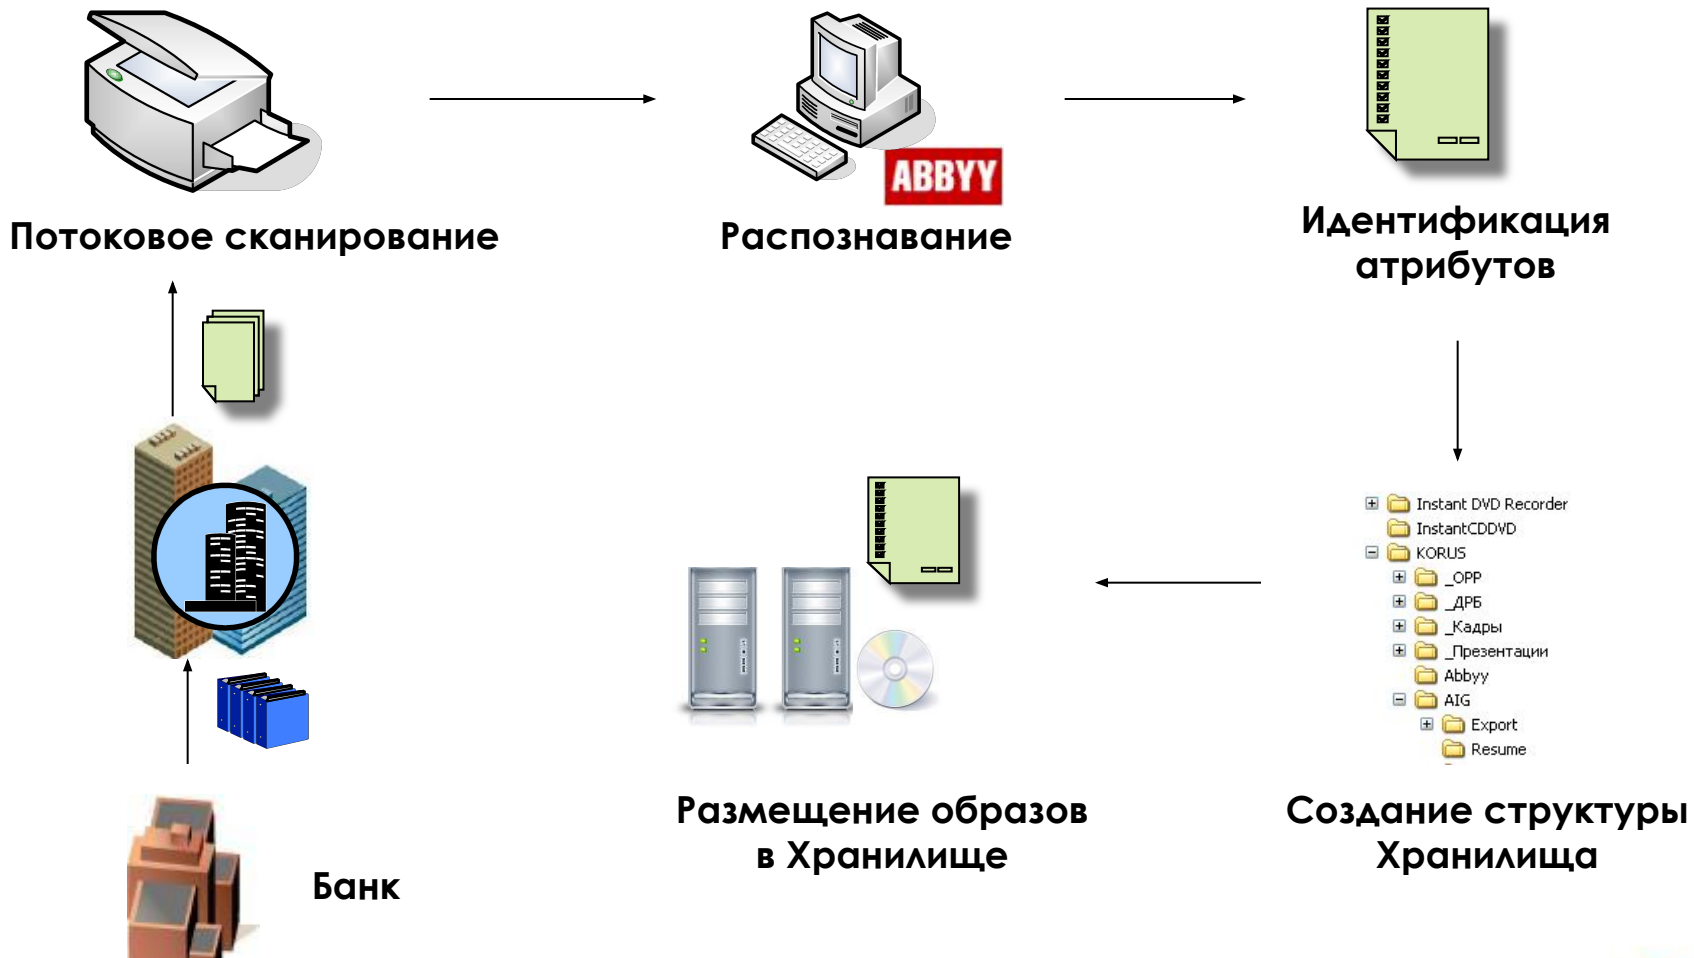 ABBYY
Потоковое сканирование
Распознавание
Идентификация
атрибутов
Instant DVD Recorder
InstantCDDVD
KORUS
_OPP
_ДРБ
_Кадры
_Презентации
Abbyy
AIG
Export
Resume
Размещение образов
в Хранилище
Создание структуры
Хранилища
Банк